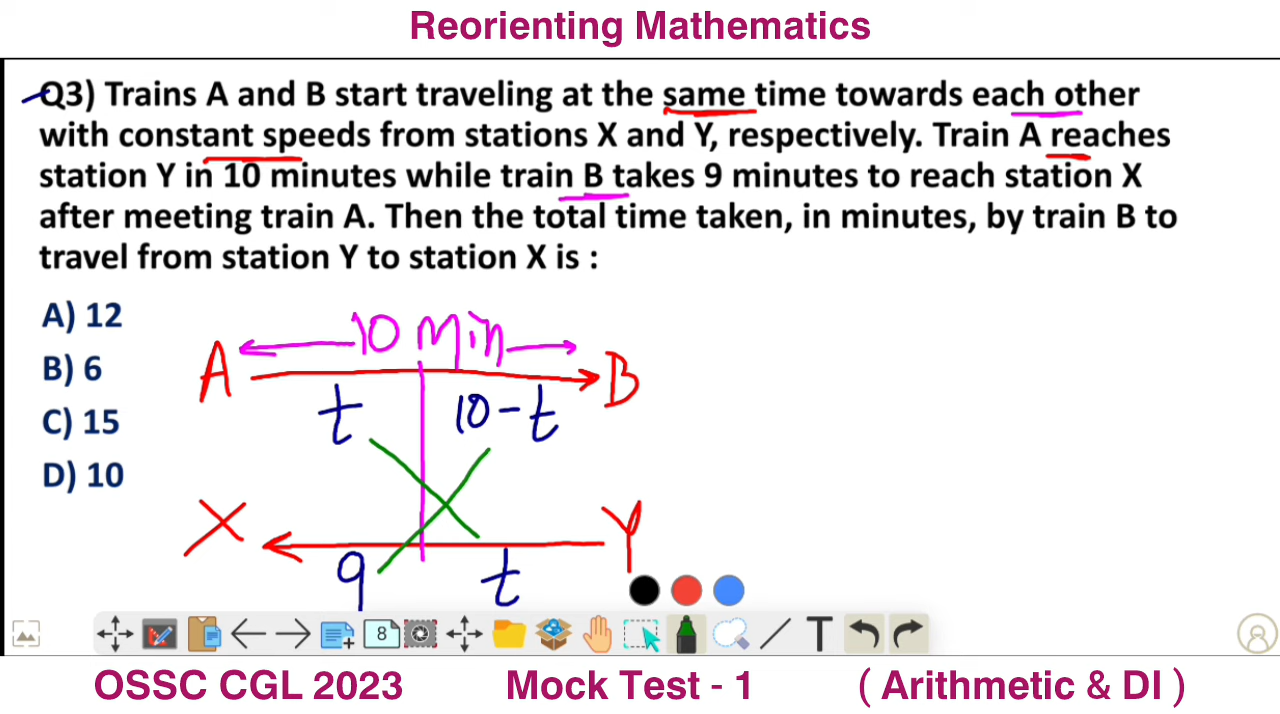 Reorienting Mathematics
Q3) Trains A and B start traveling at the same time towards each other
with constant speeds from stations X and Y, respectively. Train A reaches
station Y in 10 minutes while train B takes 9 minutes to reach station X
after meeting train A. Then the total time taken, in minutes, by train B to
travel from station Y to station X is :
A) 12
B) 6
C) 15
D) 10
10 Min
A B
t 10-t
X Y
9 t
8 T
OSSC CGL 2023 Mock Test - 1 ( Arithmetic & DI )